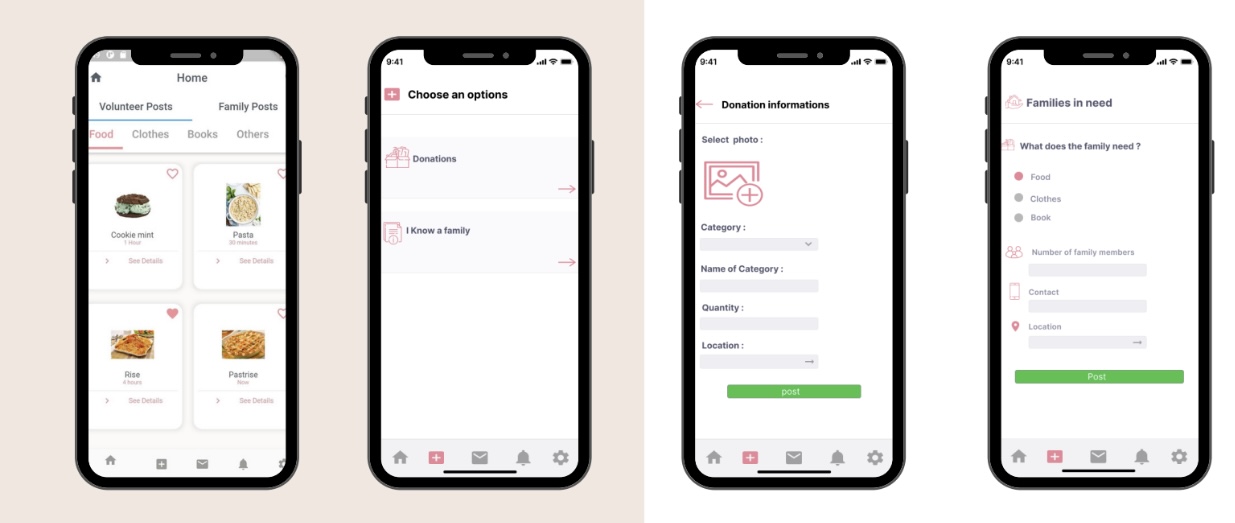 Home
Volunteer Posts
Family Posts
Food
Clothes
Books
Others
Cookie mint
1 Hour
Pasta
30 minutes
See Details
See Details
Rise
4 hours
Pastrise
Now
See Details
See Details
9:41
Choose an options
Donations
I Know a family
9:41
Donation informations
Select photo :
Category :
Name of Category :
Quantity :
Location :
post
9:41
Families in need
What does the family need ?
Food
Clothes
Book
Number of family members
Contact
Location
Post